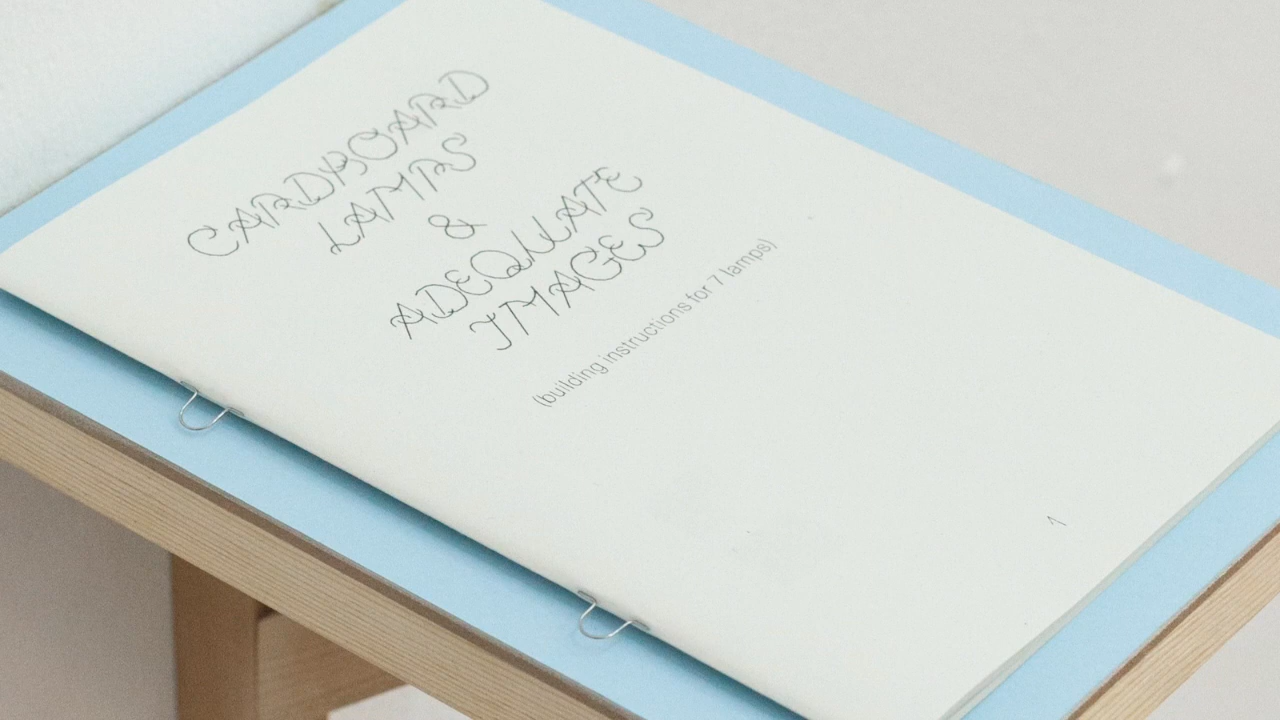 CARDBOARD
LAMPS
&
ADEQUATE
IMAGES
(building instructions for 7 lamps)
1